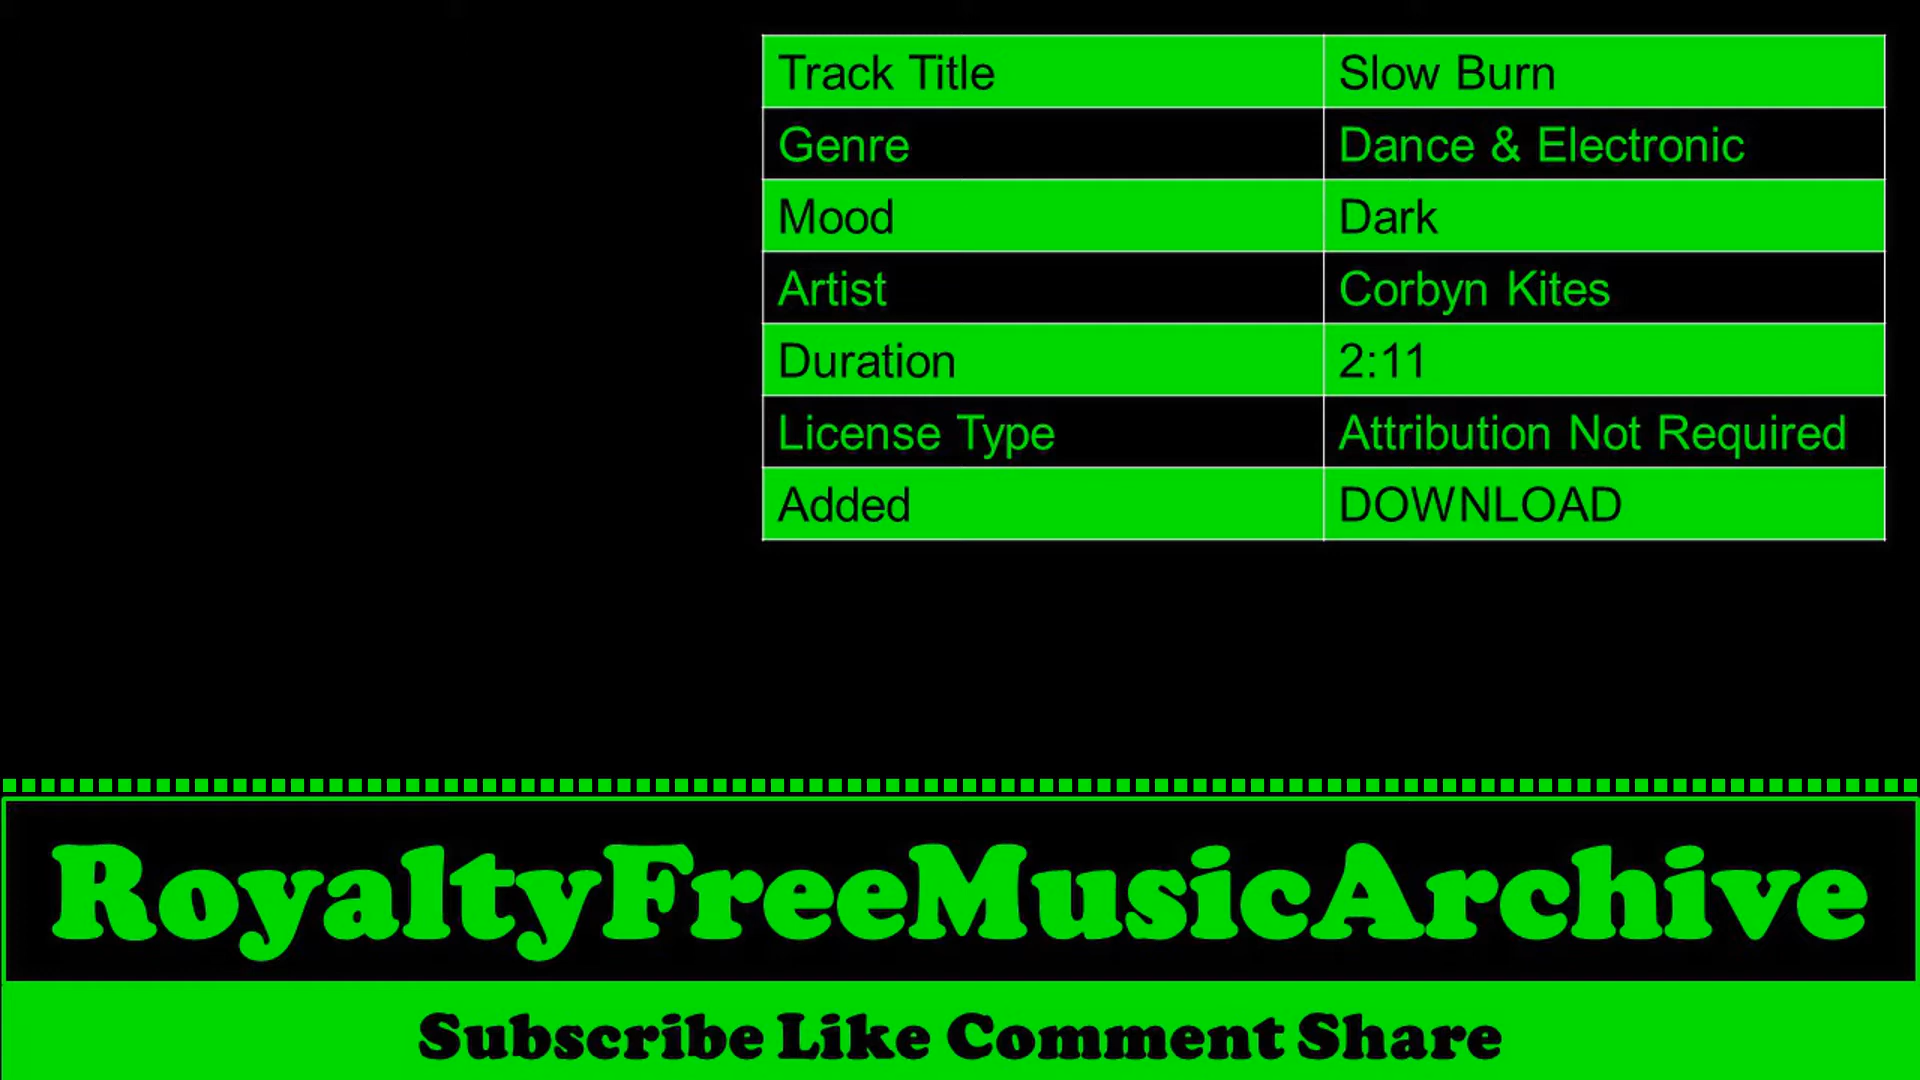 Track Title Slow Burn
Genre Dance & Electronic
Mood Dark
Artist Corbyn Kites
Duration 2:11
License Type Attribution Not Required
Added DOWNLOAD
RoyaltyFreeMusicArchive
Subscribe Like Comment Share